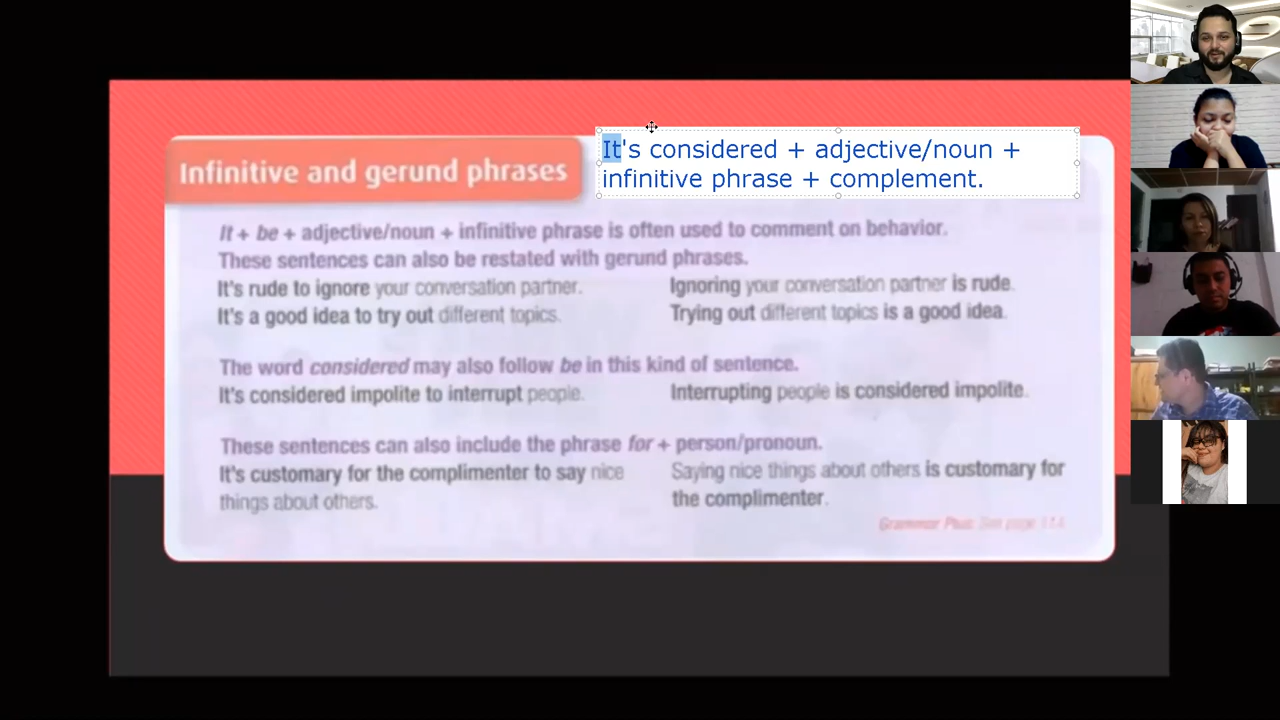 It's considered + adjective/noun +
infinitive phrase + complement.
Infinitive and gerund phrases
It + be + adjective/noun + infinitive phrase is often used to comment on behavior.
These sentences can also be restated with gerund phrases.
It's rude to ignore your conversation partner. Ignoring your conversation partner is rude.
It's a good idea to try out different topics. Trying out different topics is a good idea.
The word considered may also follow be in this kind of sentence.
It's considered impolite to interrupt people. Interrupting people is considered impolite.
These sentences can also include the phrase for + person/pronoun.
It's customary for the complimenter to say nice
things about others.
Saying nice things about others is customary for
the complimenter.
Grammar Plus: See page 114